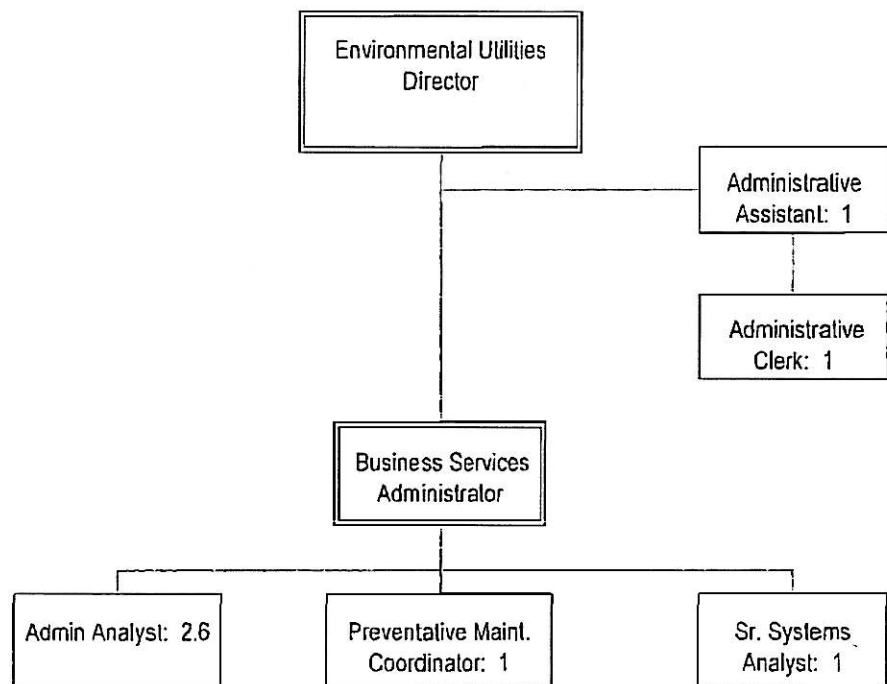 Environmental Utilities
Director
Administrative
Assistant: 1
Administrative
Clerk: 1
Business Services
Administrator
Admin Analyst: 2.6
Preventative Maint.
Coordinator: 1
Sr. Systems
Analyst: 1